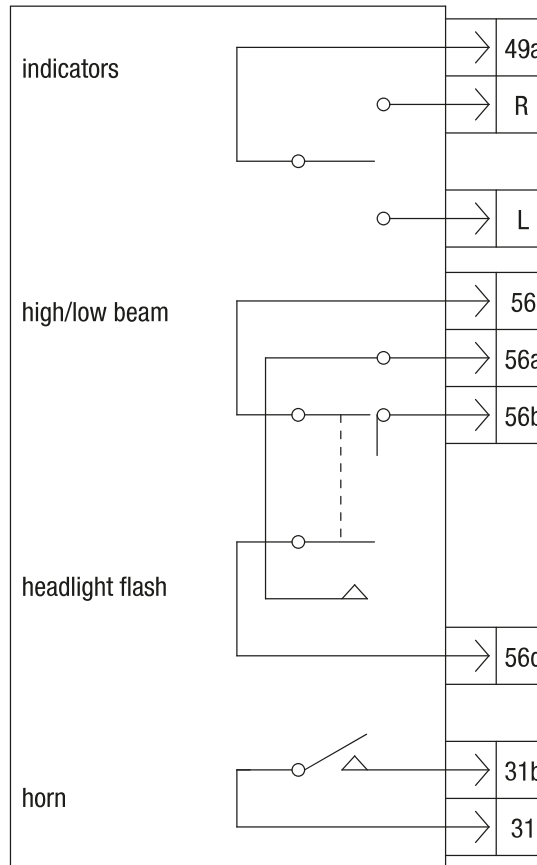 indicators
49a
R
L
high/low beam
56
56a
56b
headlight flash
56d
horn
31b
31